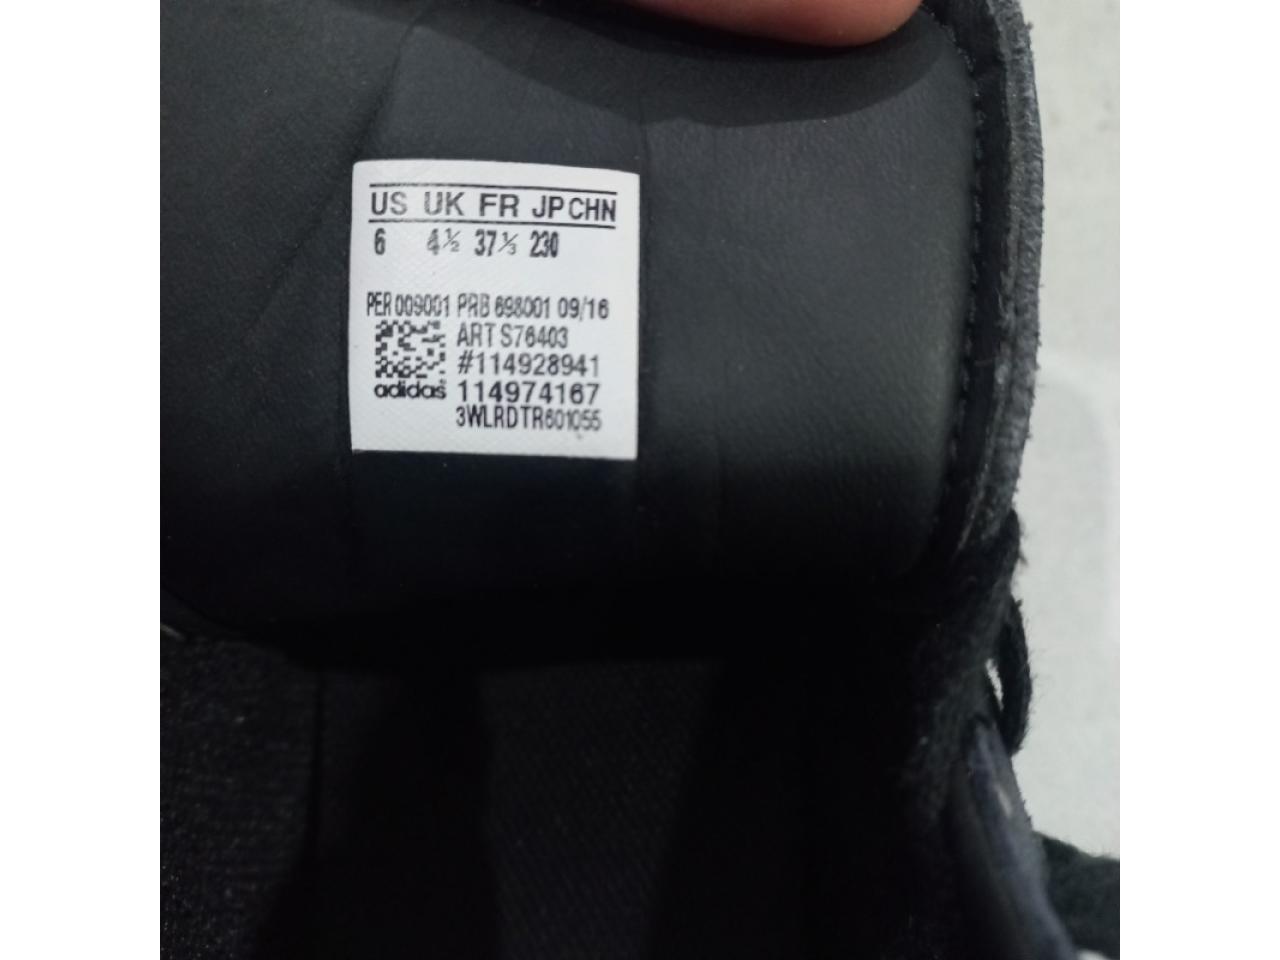 US UK FR JP CHN
6 4½ 37⅓ 230
PER 009001 PRB 698001 09/16
ART S76403
#114928941
adidas 114974167
3WLRDTR601055